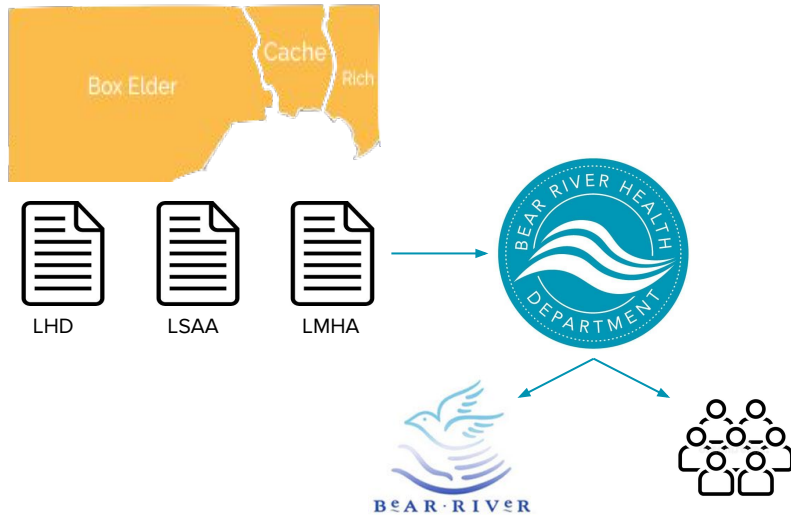 Box Elder
Cache
Rich
LHD
LSAA
LMHA
BEAR RIVER HEALTH
DEPARTMENT
BeAR·RIVeR